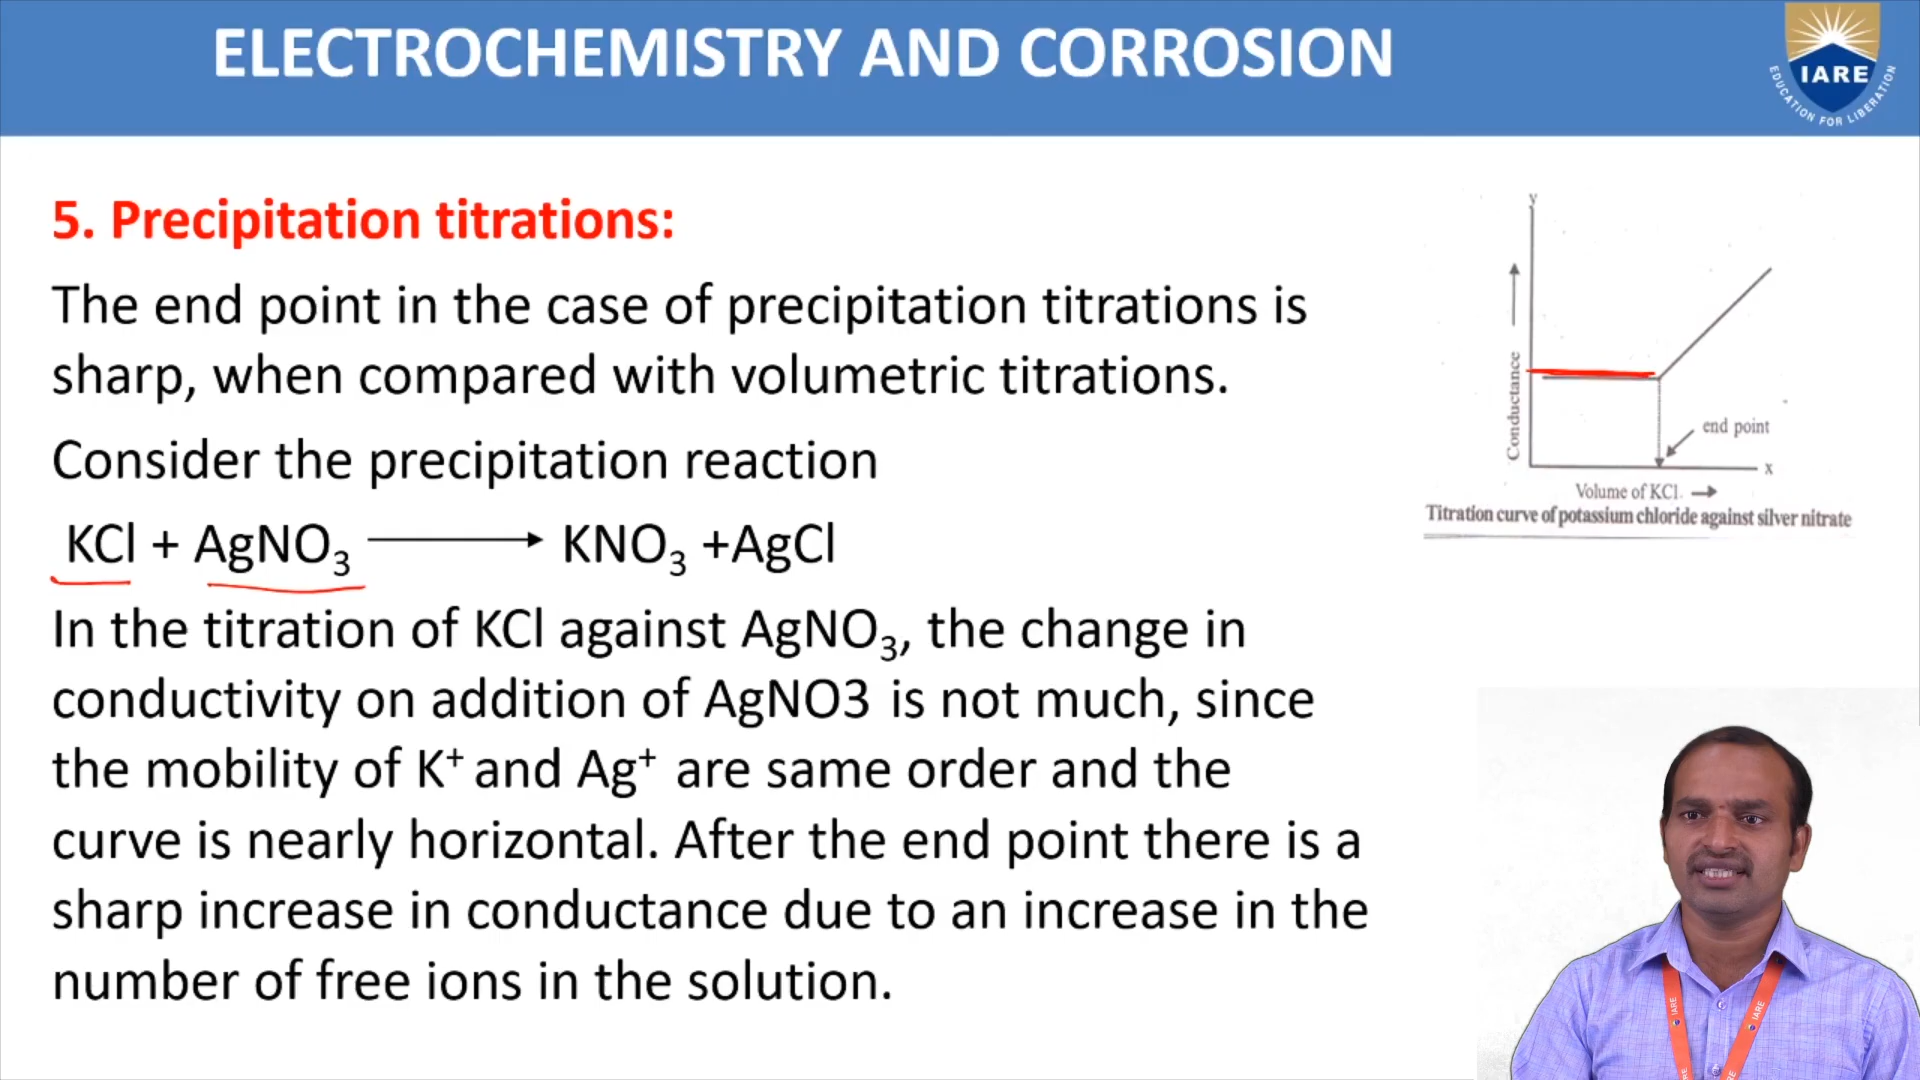 ELECTROCHEMISTRY AND CORROSION
IARE
EDUCATION FOR LIBERATION
5. Precipitation titrations:
The end point in the case of precipitation titrations is
sharp, when compared with volumetric titrations.
Consider the precipitation reaction
KCl + AgNO₃ ⟶ KNO₃ +AgCl
In the titration of KCl against AgNO₃, the change in
conductivity on addition of AgNO3 is not much, since
the mobility of K⁺ and Ag⁺ are same order and the
curve is nearly horizontal. After the end point there is a
sharp increase in conductance due to an increase in the
number of free ions in the solution.
y
Conductance
end point
x
Volume of KCl. →
Titration curve of potassium chloride against silver nitrate
IARE
IARE
IARE
IARE